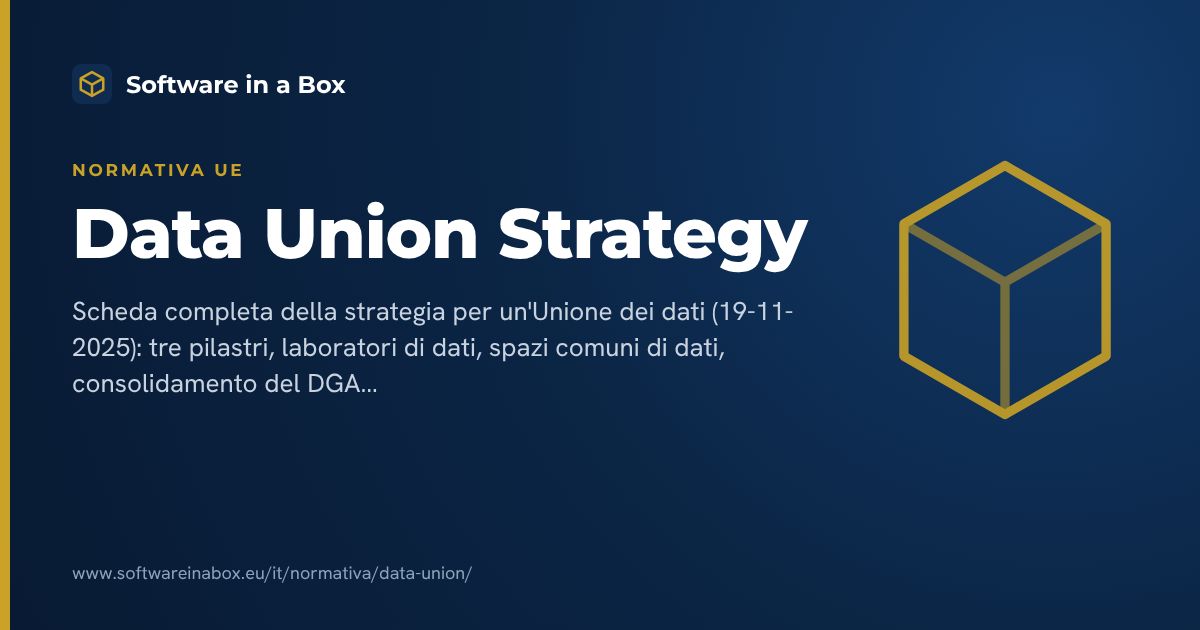 Software in a Box
NORMATIVA UE
Data Union Strategy
Scheda completa della strategia per un'Unione dei dati (19-11-
2025): tre pilastri, laboratori di dati, spazi comuni di dati,
consolidamento del DGA...
www.softwareinabox.eu/it/normativa/data-union/